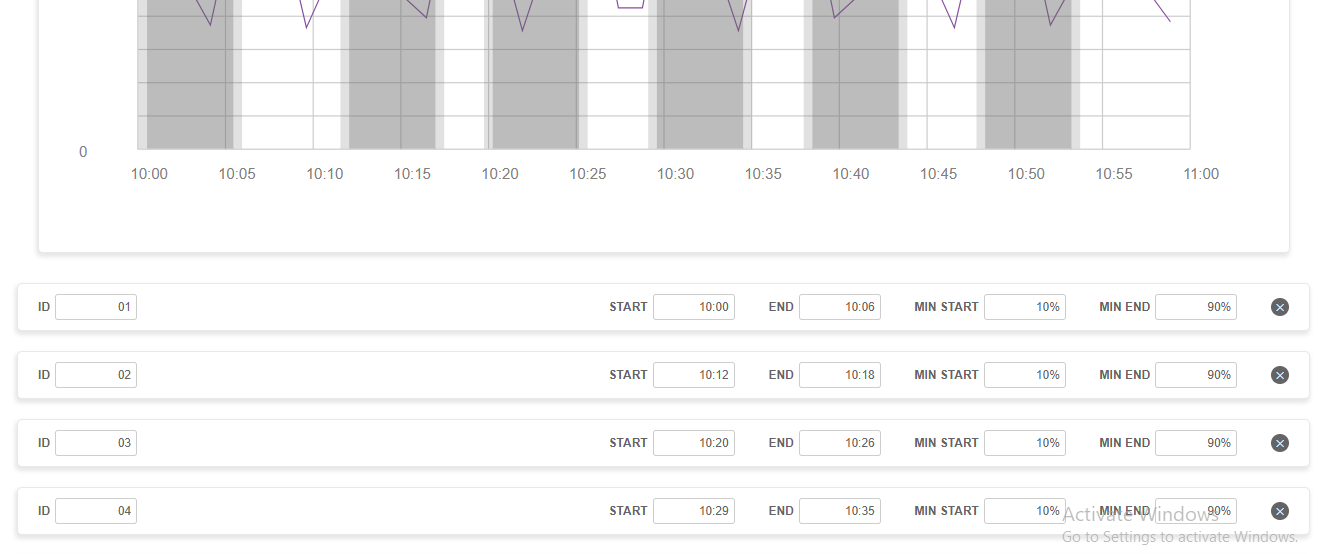 0
10:00 10:05 10:10 10:15 10:20 10:25 10:30 10:35 10:40 10:45 10:50 10:55 11:00
ID 01 START 10:00 END 10:06 MIN START 10% MIN END 90%
ID 02 START 10:12 END 10:18 MIN START 10% MIN END 90%
ID 03 START 10:20 END 10:26 MIN START 10% MIN END 90%
ID 04 START 10:29 END 10:35 MIN START 10% MIN END 90%
Activate Windows
Go to Settings to activate Windows.